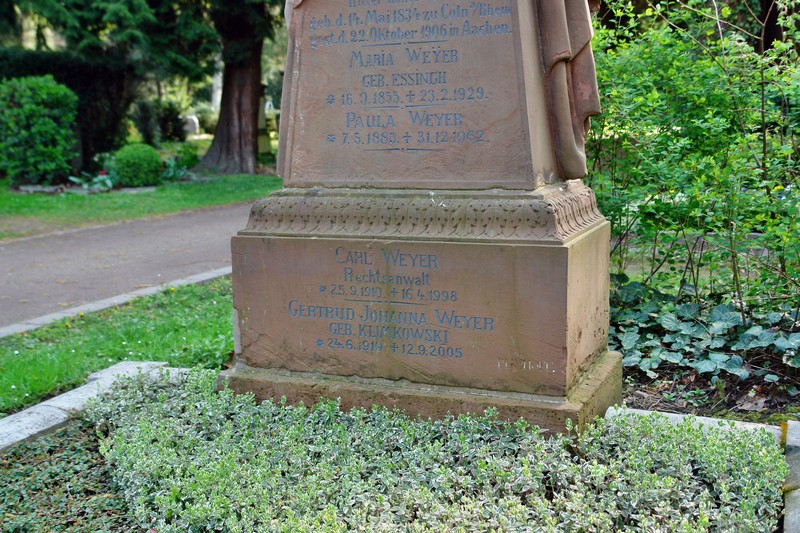 geb. d. 14. Mai 1834 zu Cöln a/Rhein
gest. d. 22. Oktober 1906 in Aachen.
Maria Weyer
geb. Essingh
* 16.9.1855. + 23.2.1929.
Paula Weyer
* 7.5.1883. + 31.12.1962.
Carl Weyer
Rechtsanwalt
* 25.9.1910. + 16.4.1998
Gertrud Johanna Weyer
geb. Klukowski
* 24.6.1919. + 12.9.2005